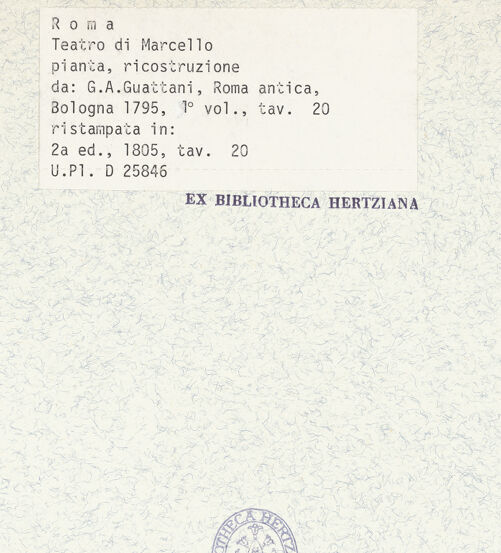 R o m a
Teatro di Marcello
pianta, ricostruzione
da: G.A.Guattani, Roma antica,
Bologna 1795, 1° vol., tav. 20
ristampata in:
2a ed., 1805, tav. 20
U.Pl. D 25846
EX BIBLIOTHECA HERTZIANA